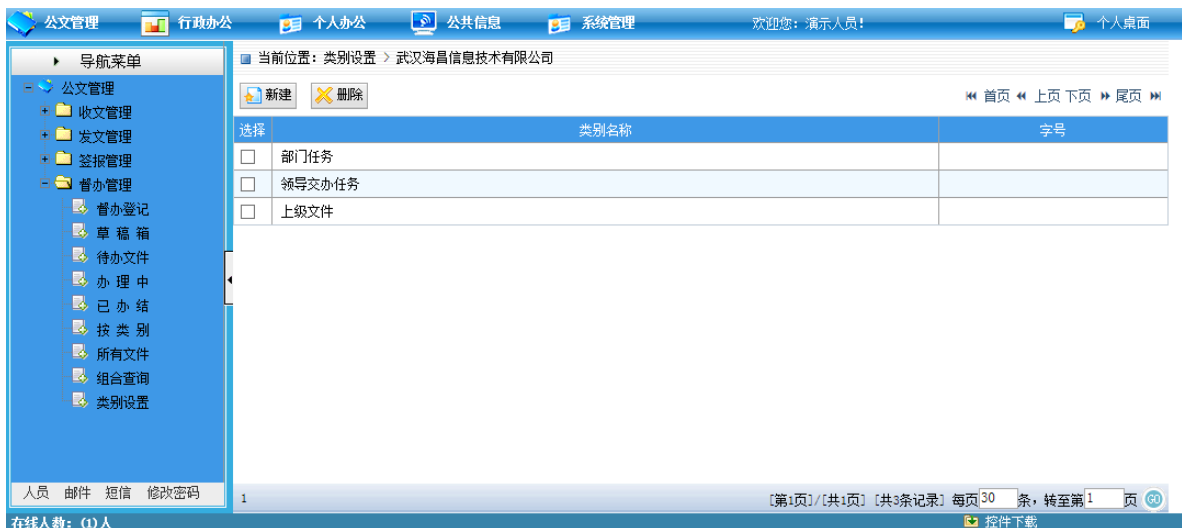 公文管理 行政办公 个人办公 公共信息 系统管理 欢迎您：演示人员！ 个人桌面
导航菜单
公文管理
收文管理
发文管理
签报管理
督办管理
督办登记
草 稿 箱
待办文件
办 理 中
已 办 结
按 类 别
所有文件
组合查询
类别设置
人员 邮件 短信 修改密码
当前位置：类别设置 > 武汉海昌信息技术有限公司
新建 删除 首页 上页 下页 尾页
选择 类别名称 字号
部门任务
领导交办任务
上级文件
1 [第1页]/[共1页] [共3条记录] 每页 30 条，转至第 1 页 GO
在线人数：(1)人 控件下载